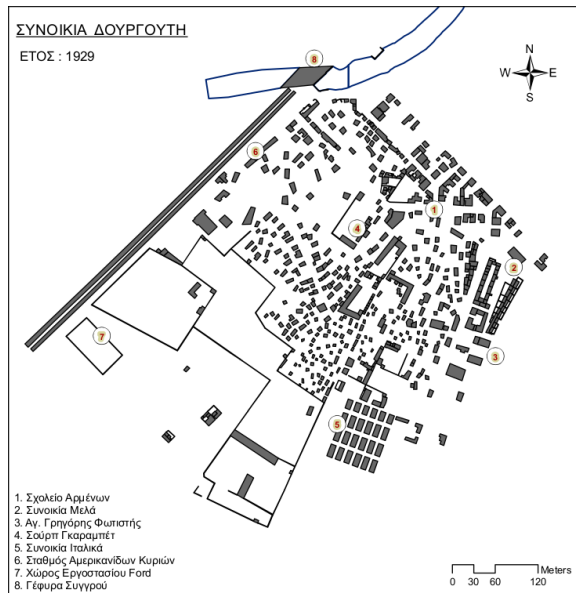 ΣΥΝΟΙΚΙΑ ΔΟΥΡΓΟΥΤΗ
ΕΤΟΣ : 1929
N
W E
S
8
6
1
4
2
7
3
5
1. Σχολείο Αρμένων
2. Συνοικία Μελά
3. Αγ. Γρηγόρης Φωτιστής
4. Σούρπ Γκαραμπέτ
5. Συνοικία Ιταλικά
6. Σταθμός Αμερικανίδων Κυριών
7. Χώρος Εργοστασίου Ford
8. Γέφυρα Συγγρού
Meters
0 30 60 120